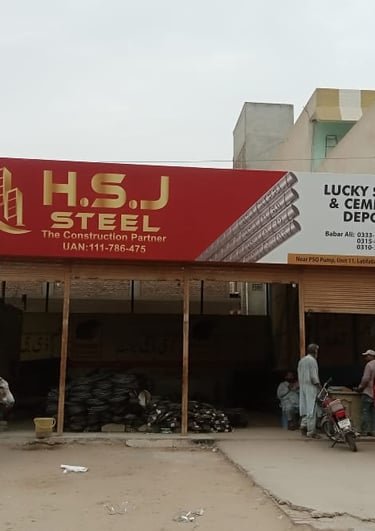 H.S.J
STEEL
The Construction Partner
UAN:111-786-475
LUCKY
& CEM
DEPO
Babar Ali: 0333-
0315-
0310-
Near PSO Pump, Unit 11, Latifab